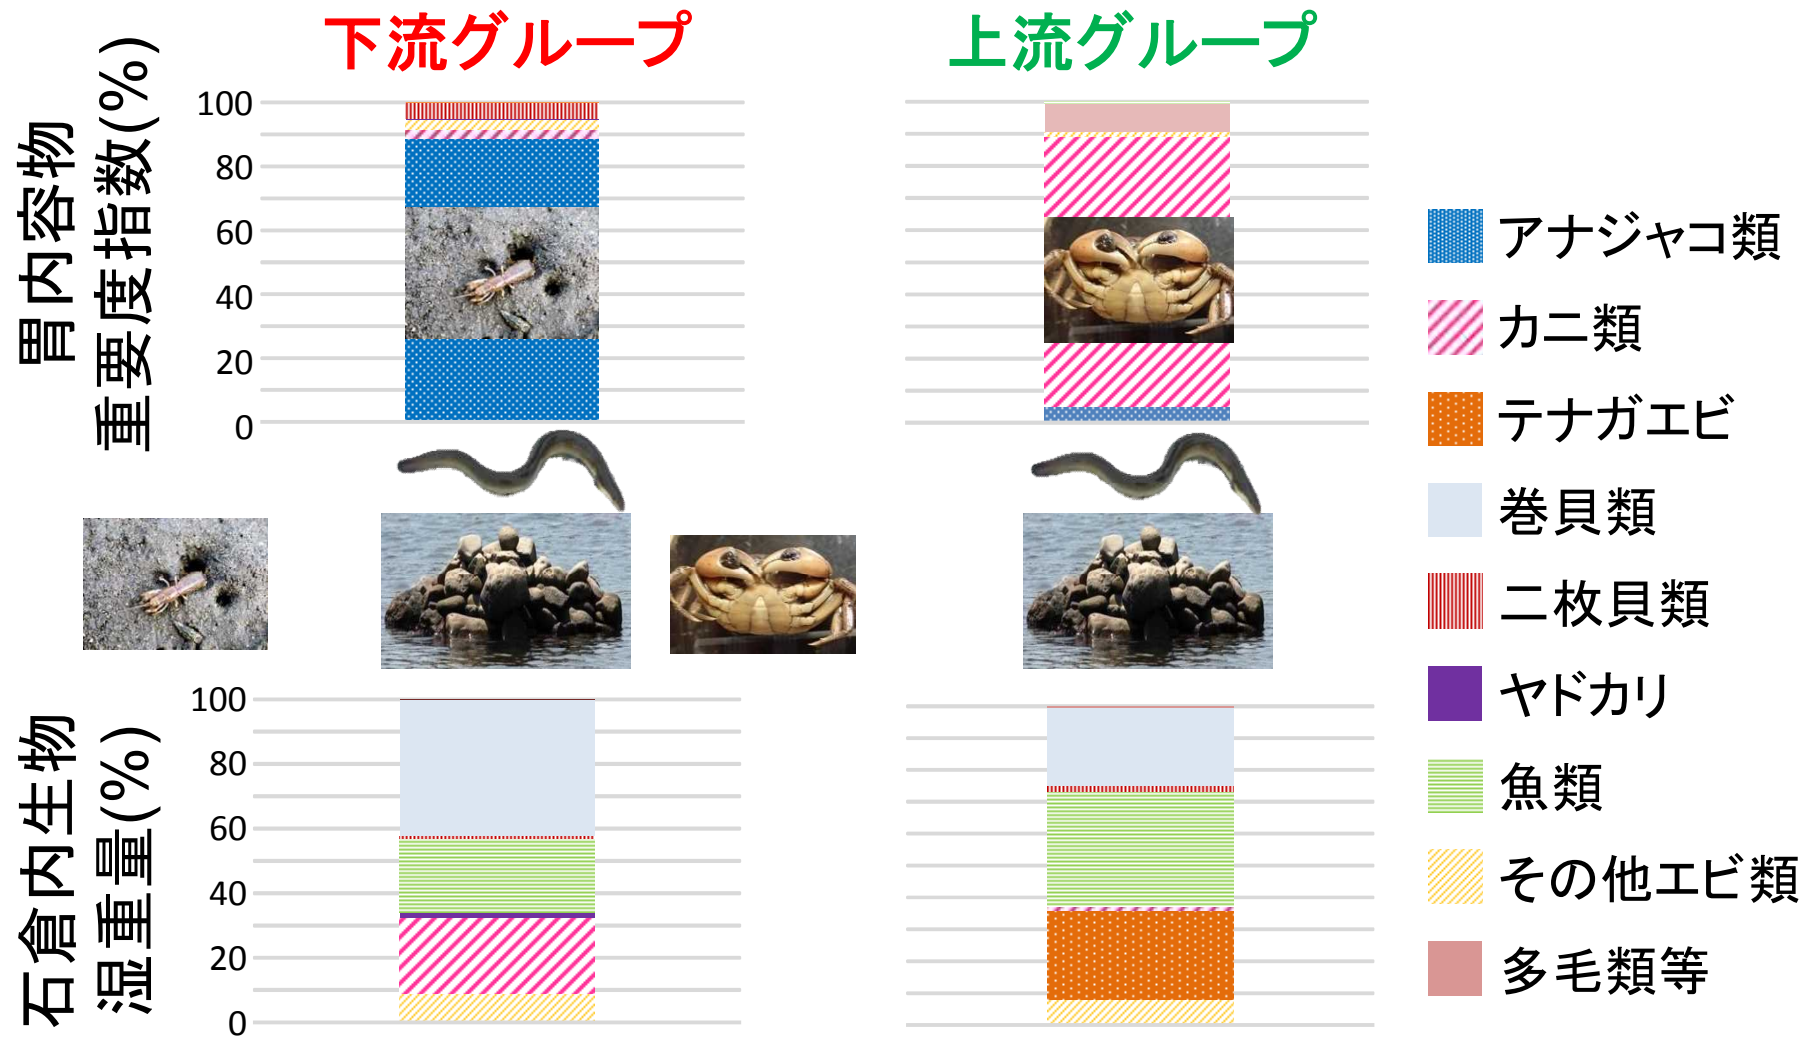 下流グループ
上流グループ
胃内容物
重要度指数(%)
100
80
60
40
20
0
石倉内生物
湿重量(%)
100
80
60
40
20
0
アナジャコ類
カニ類
テナガエビ
巻貝類
二枚貝類
ヤドカリ
魚類
その他エビ類
多毛類等